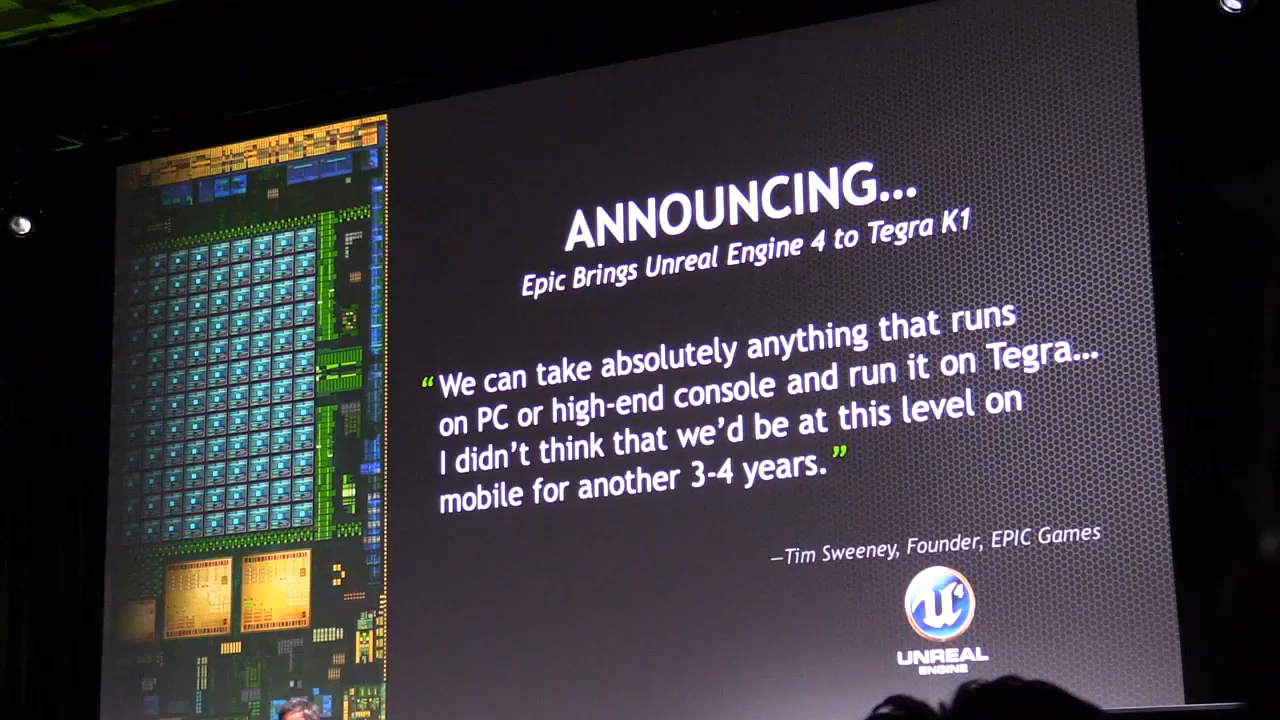 ANNOUNCING...
Epic Brings Unreal Engine 4 to Tegra K1
“We can take absolutely anything that runs
on PC or high-end console and run it on Tegra...
I didn’t think that we’d be at this level on
mobile for another 3-4 years.”
—Tim Sweeney, Founder, EPIC Games
U4
UNREAL
ENGINE